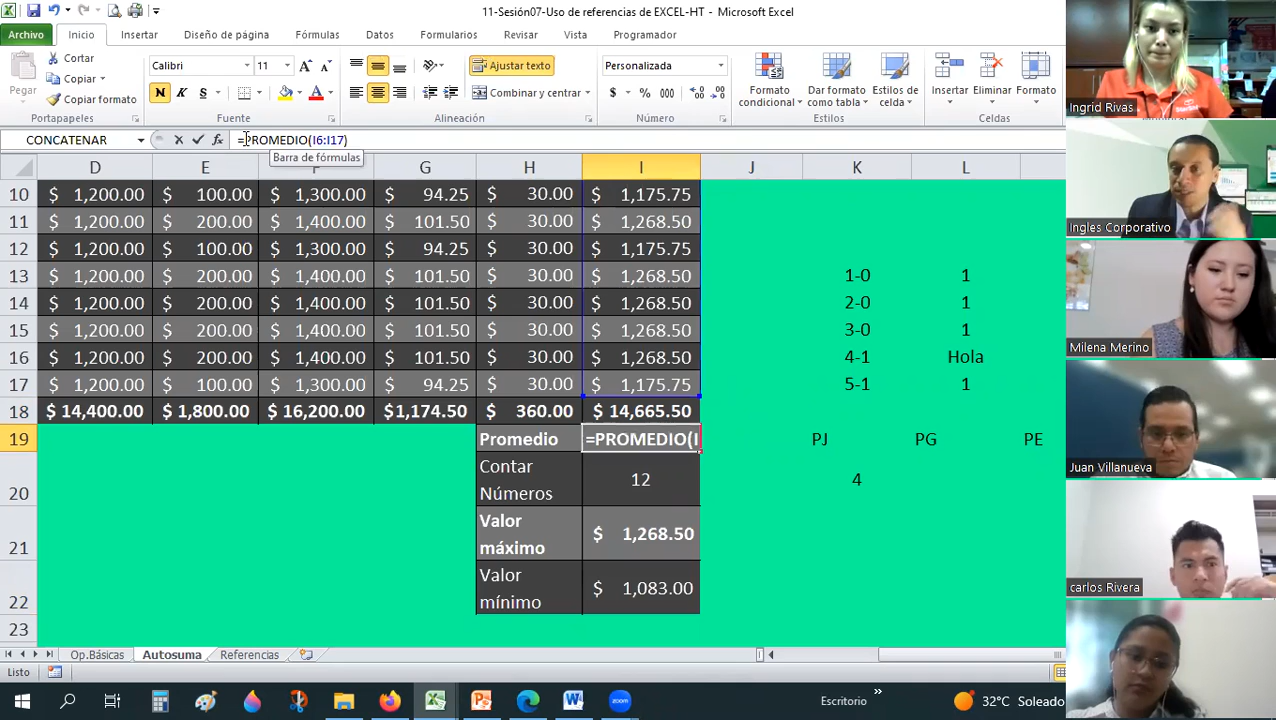 11-Sesión07-Uso de referencias de EXCEL-HT - Microsoft Excel
Archivo Inicio Insertar Diseño de página Fórmulas Datos Formularios Revisar Vista Programador
Pegar
Cortar
Copiar
Copiar formato
Calibri 11
N K S
Ajustar texto
Combinar y centrar
Personalizada
$ % 000
Formato condicional
Dar formato como tabla
Estilos de celda
Insertar Eliminar Formato
Portapapeles Fuente Alineación Número Estilos Celdas
CONCATENAR fx =PROMEDIO(I6:I17)
Barra de fórmulas
D E F G H I J K L
10 $ 1,200.00 $ 100.00 $ 1,300.00 $ 94.25 $ 30.00 $ 1,175.75
11 $ 1,200.00 $ 200.00 $ 1,400.00 $ 101.50 $ 30.00 $ 1,268.50
12 $ 1,200.00 $ 100.00 $ 1,300.00 $ 94.25 $ 30.00 $ 1,175.75
13 $ 1,200.00 $ 200.00 $ 1,400.00 $ 101.50 $ 30.00 $ 1,268.50 1-0 1
14 $ 1,200.00 $ 200.00 $ 1,400.00 $ 101.50 $ 30.00 $ 1,268.50 2-0 1
15 $ 1,200.00 $ 200.00 $ 1,400.00 $ 101.50 $ 30.00 $ 1,268.50 3-0 1
16 $ 1,200.00 $ 200.00 $ 1,400.00 $ 101.50 $ 30.00 $ 1,268.50 4-1 Hola
17 $ 1,200.00 $ 100.00 $ 1,300.00 $ 94.25 $ 30.00 $ 1,175.75 5-1 1
18 $ 14,400.00 $ 1,800.00 $ 16,200.00 $1,174.50 $ 360.00 $ 14,665.50
19 Promedio =PROMEDIO(I PJ PG PE
20 Contar Números 12 4
21 Valor máximo $ 1,268.50
22 Valor mínimo $ 1,083.00
23
Op.Básicas Autosuma Referencias
Listo
Escritorio » 32°C Soleado
zoom
Ingrid Rivas
Ingles Corporativo
Milena Merino
Juan Villanueva
carlos Rivera